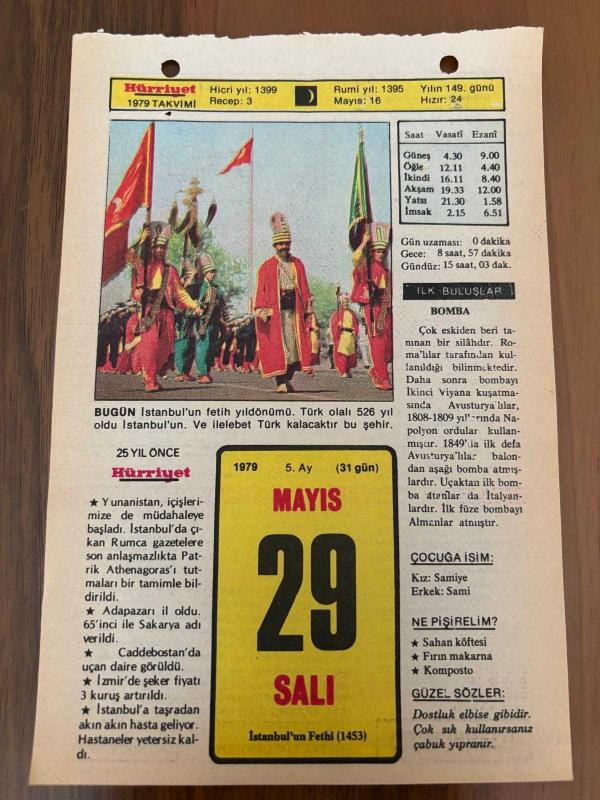 Hürriyet
1979 TAKVİMİ
Hicri yıl: 1399
Recep: 3
Rumi yıl: 1395
Mayıs: 16
Yılın 149. günü
Hızır: 24
Saat Vasatî Ezanî
Güneş 4.30 9.00
Öğle 12.11 4.40
İkindi 16.11 8.40
Akşam 19.33 12.00
Yatsı 21.30 1.58
İmsak 2.15 6.51
Gün uzaması: 0 dakika
Gece: 8 saat, 57 dakika
Gündüz: 15 saat, 03 dak.
BUGÜN İstanbul'un fetih yıldönümü. Türk olalı 526 yıl
oldu İstanbul'un. Ve ilelebet Türk kalacaktır bu şehir.
25 YIL ÖNCE
Hürriyet
★ Yunanistan, içişleri-
mize de müdahaleye
başladı. İstanbul'da çı-
kan Rumca gazetelere
son anlaşmazlıkta Pat-
rik Athenagoras'ı tut-
maları bir tamimle bil-
dirildi.
★ Adapazarı il oldu.
65'inci ile Sakarya adı
verildi.
★ Caddebostan'da
uçan daire görüldü.
★ İzmir'de şeker fiyatı
3 kuruş artırıldı.
★ İstanbul'a taşradan
akın akın hasta geliyor.
Hastaneler yetersiz kal-
dı.
1979 5. Ay (31 gün)
MAYIS
29
SALI
İstanbul'un Fethi (1453)
İLK BULUŞLAR
BOMBA
Çok eskiden beri ta-
nınan bir silâhdır. Ro-
ma'lılar tarafından kul-
lanıldığı bilinmektedir.
Daha sonra bombayı
İkinci Viyana kuşatma-
sında Avusturya'lılar,
1808-1809 yıl'arında Na-
polyon ordular kullan-
mışur. 1849'da ilk defa
Avusturya'lılar balon-
dan aşağı bomba atmış-
lardır. Uçaktan ilk bom-
ba atanlar da İtalyan-
lardır. İlk füze bombayı
Almanlar atmıştır.
ÇOCUĞA İSİM:
Kız: Samiye
Erkek: Sami
NE PİŞİRELİM?
★ Sahan köftesi
★ Fırın makarna
★ Komposto
GÜZEL SÖZLER:
Dostluk elbise gibidir.
Çok sık kullanırsanız
çabuk yıpranır.